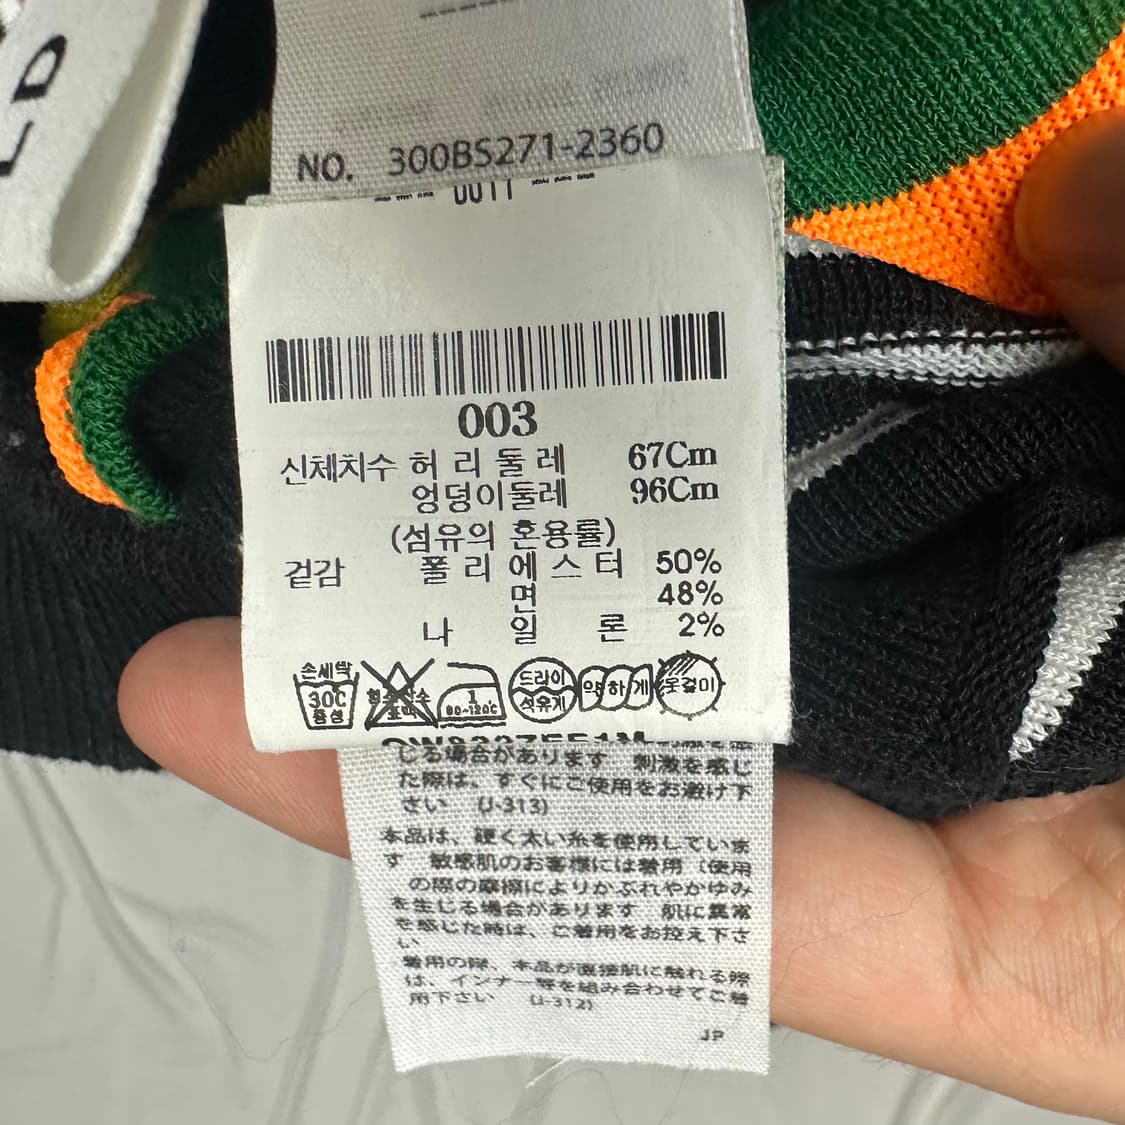 LD
NO. 300BS271-2360
003
신체치수 허 리 둘 레 67Cm
엉덩이둘레 96Cm
(섬유의 혼용률)
겉감 폴 리 에 스 터 50%
면 48%
나 일 론 2%
손세탁
30C
중성
1
80~120℃
드라이
석유계
약하게
옷걸이
じる場合があります 刺激を感じ
た際は、すぐにご使用をお避け下
さい (J-313)
本品は、硬く太い糸を使用していま
す 敏感肌のお客様には着用(使用
の際の摩擦によりかぶれやかゆみ
を生じる場合があります 肌に異常
を感じた時は、ご着用をお控え下さ
い
着用の際、本品が直接肌に触れる際
は、インナー等を組み合わせてご着
用下さい (J-312)
JP